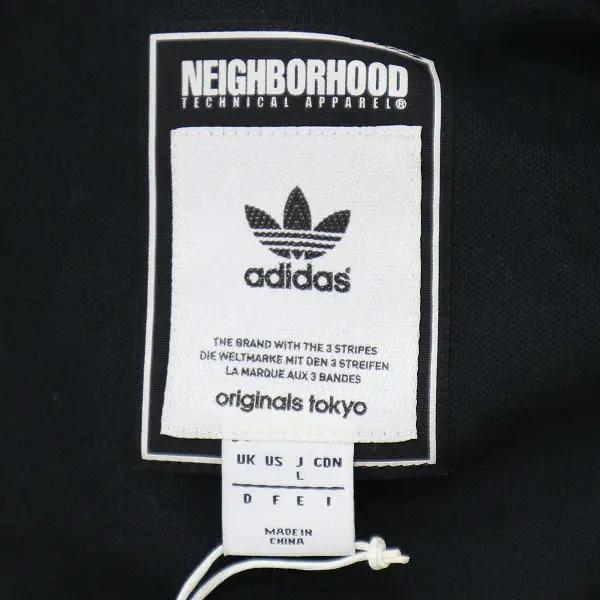 NEIGHBORHOOD
TECHNICAL APPAREL®
adidas®
THE BRAND WITH THE 3 STRIPES
DIE WELTMARKE MIT DEN 3 STREIFEN
LA MARQUE AUX 3 BANDES
originals tokyo
UK US J CDN
L
D F E I
MADE IN
CHINA